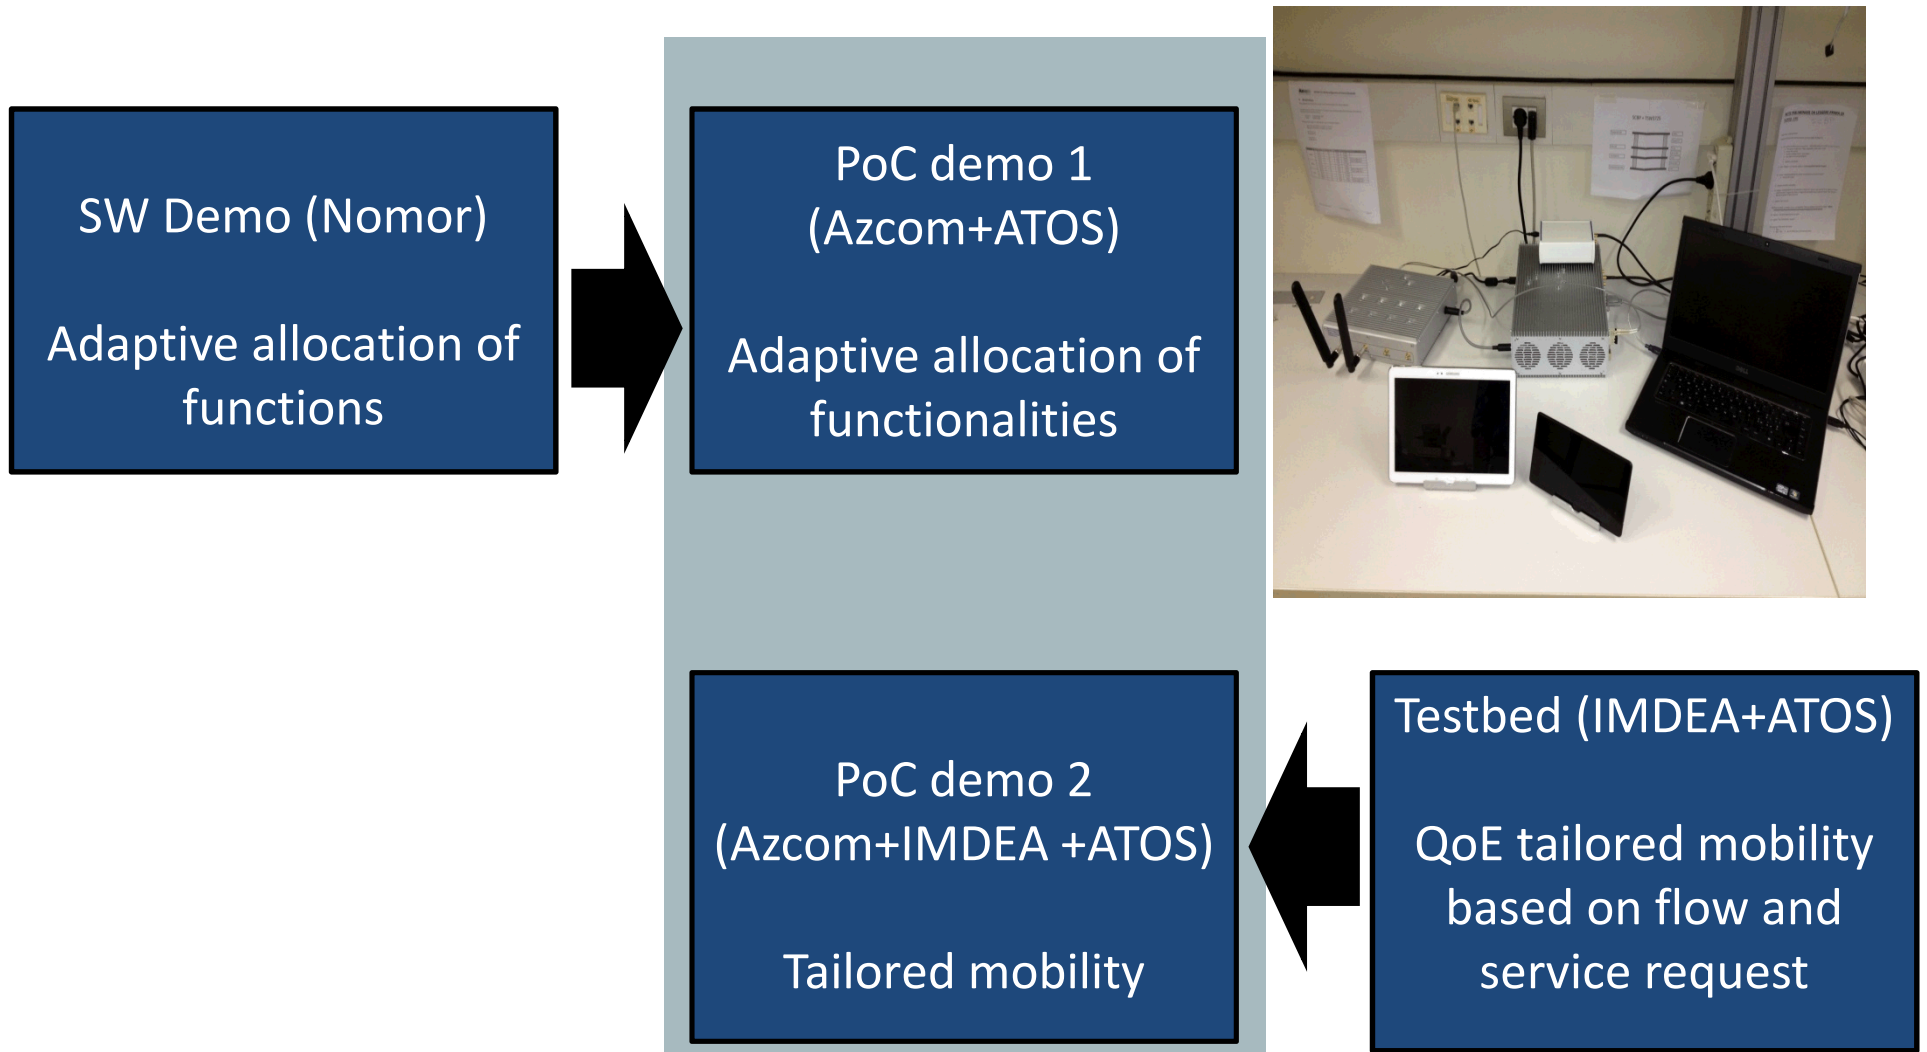 SW Demo (Nomor)
Adaptive allocation of
functions
PoC demo 1
(Azcom+ATOS)
Adaptive allocation of
functionalities
PoC demo 2
(Azcom+IMDEA +ATOS)
Tailored mobility
Testbed (IMDEA+ATOS)
QoE tailored mobility
based on flow and
service request